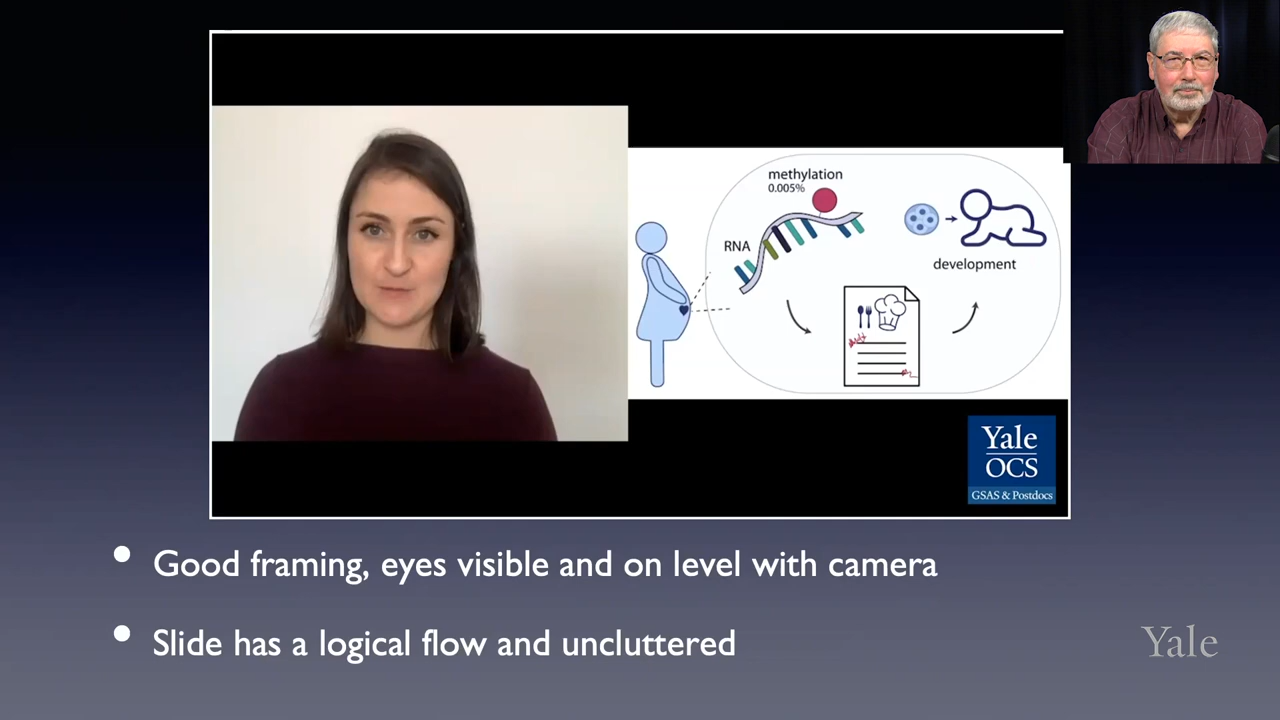 methylation
0.005%
RNA
development
Yale
OCS
GSAS & Postdocs
• Good framing, eyes visible and on level with camera
• Slide has a logical flow and uncluttered
Yale